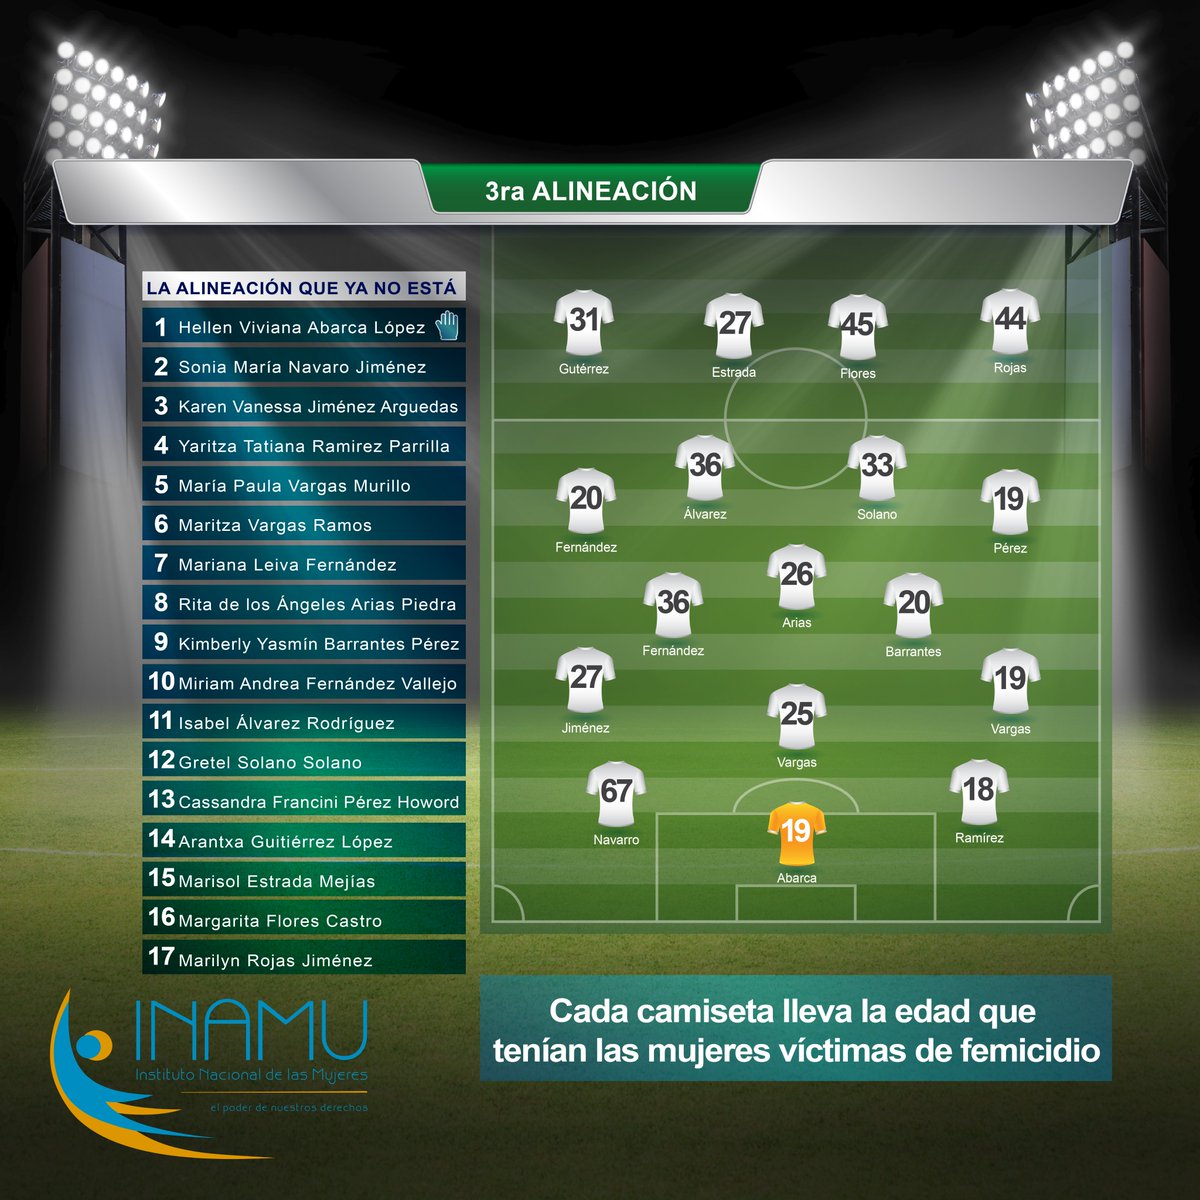 3ra ALINEACIÓN
LA ALINEACIÓN QUE YA NO ESTÁ
1 Hellen Viviana Abarca López
2 Sonia María Navaro Jiménez
3 Karen Vanessa Jiménez Arguedas
4 Yaritza Tatiana Ramirez Parrilla
5 María Paula Vargas Murillo
6 Maritza Vargas Ramos
7 Mariana Leiva Fernández
8 Rita de los Ángeles Arias Piedra
9 Kimberly Yasmín Barrantes Pérez
10 Miriam Andrea Fernández Vallejo
11 Isabel Álvarez Rodríguez
12 Gretel Solano Solano
13 Cassandra Francini Pérez Howord
14 Arantxa Guitiérrez López
15 Marisol Estrada Mejías
16 Margarita Flores Castro
17 Marilyn Rojas Jiménez
31 27 45 44
Gutérrez Estrada Flores Rojas
36 33
Álvarez Solano
20 19
Fernández Pérez
26
Arias
36 20
Fernández Barrantes
27 19
Jiménez Vargas
25
Vargas
67 18
Navarro Ramírez
19
Abarca
INAMU
Instituto Nacional de las Mujeres
el poder de nuestros derechos
Cada camiseta lleva la edad que
tenían las mujeres víctimas de femicidio